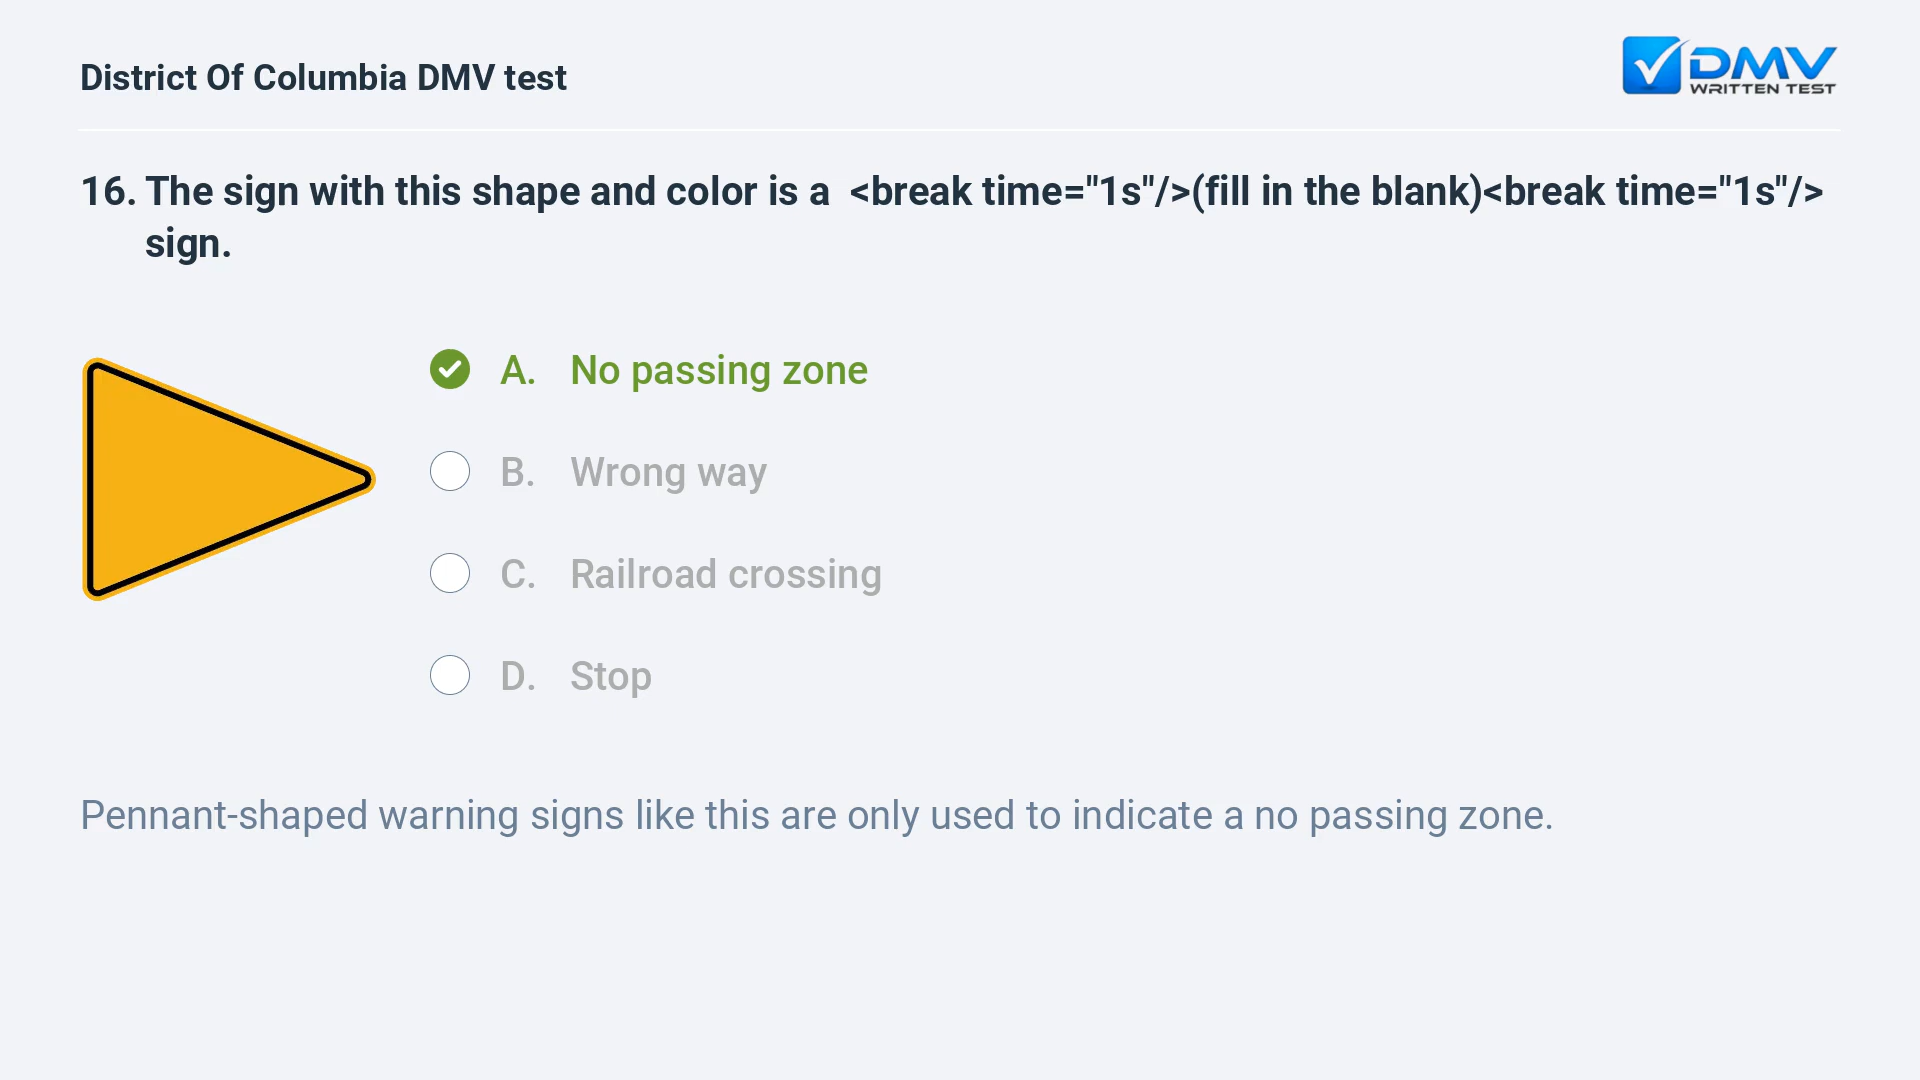 District Of Columbia DMV test
DMV
WRITTEN TEST
16. The sign with this shape and color is a  <break time="1s"/>(fill in the blank)<break time="1s"/>
sign.
A. No passing zone
B. Wrong way
C. Railroad crossing
D. Stop
Pennant-shaped warning signs like this are only used to indicate a no passing zone.